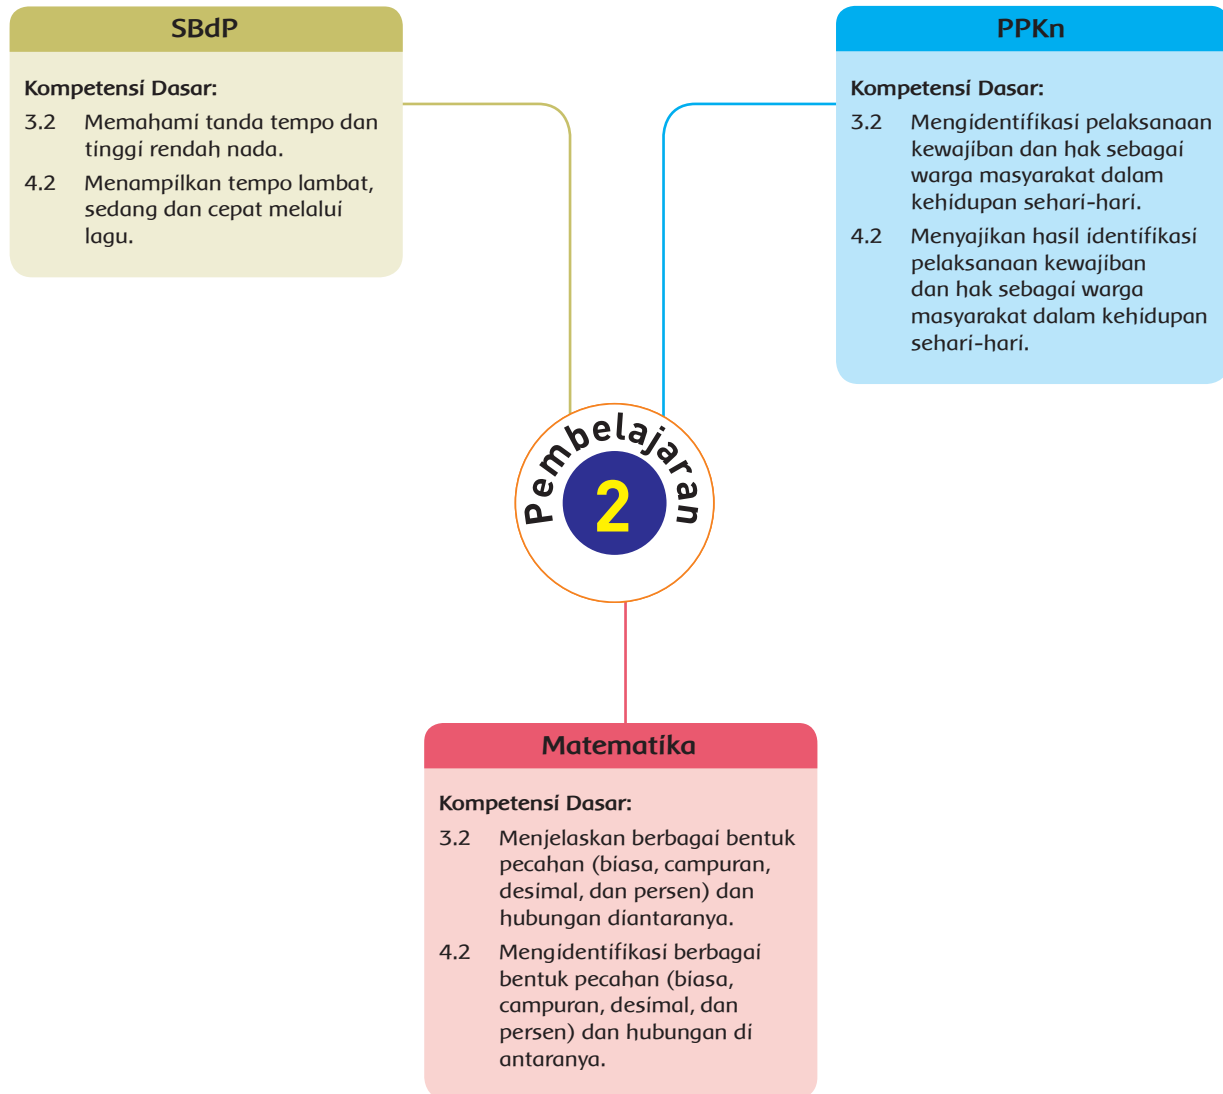 SBdP
Kompetensi Dasar:
3.2 Memahami tanda tempo dan
tinggi rendah nada.
4.2 Menampilkan tempo lambat,
sedang dan cepat melalui
lagu.
PPKn
Kompetensi Dasar:
3.2 Mengidentifikasi pelaksanaan
kewajiban dan hak sebagai
warga masyarakat dalam
kehidupan sehari-hari.
4.2 Menyajikan hasil identifikasi
pelaksanaan kewajiban
dan hak sebagai warga
masyarakat dalam kehidupan
sehari-hari.
Pembelajaran
2
Matematika
Kompetensi Dasar:
3.2 Menjelaskan berbagai bentuk
pecahan (biasa, campuran,
desimal, dan persen) dan
hubungan diantaranya.
4.2 Mengidentifikasi berbagai
bentuk pecahan (biasa,
campuran, desimal, dan
persen) dan hubungan di
antaranya.